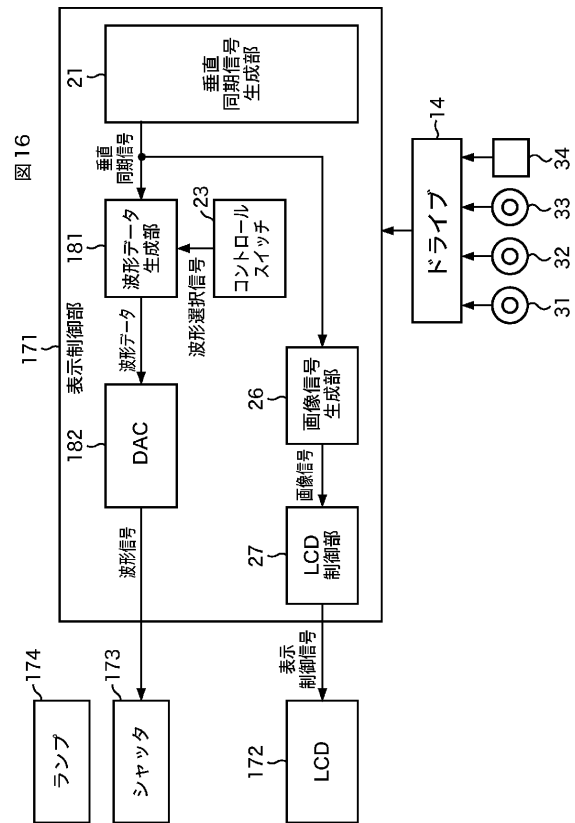 図16
171
表示制御部
21
垂直
同期信号
生成部
垂直
同期信号
181
波形データ
生成部
23
コントロール
スイッチ
波形選択信号
波形データ
182
DAC
波形信号
26
画像信号
生成部
画像信号
27
LCD
制御部
表示
制御信号
174
ランプ
173
シャッタ
172
LCD
14
ドライブ
31
32
33
34